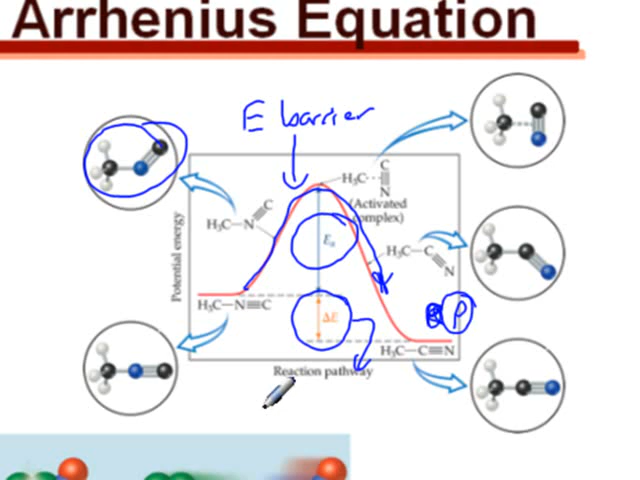 Arrhenius Equation
E barrier
H₃C···C≡N
(Activated
complex)
H₃C—N≡C
Eₐ
H₃C—C≡N
Potential energy
H₃C—N≡C
ΔE
P
H₃C—C≡N
Reaction pathway